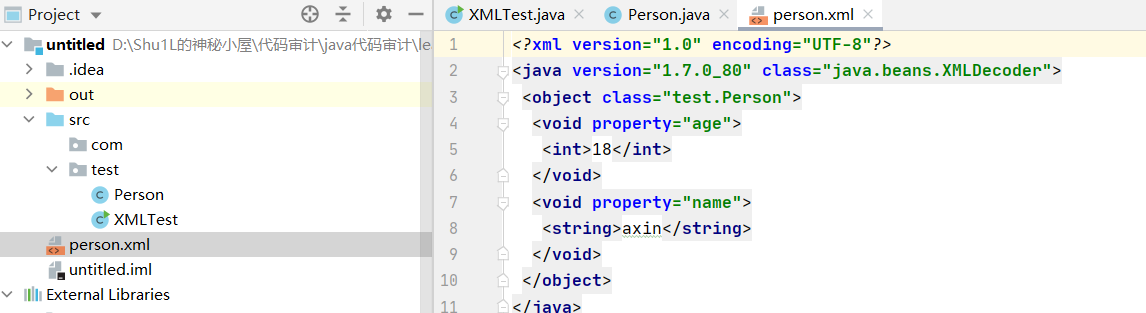 Project
untitled D:\Shu1L的神秘小屋\代码审计\java代码审计\le
.idea
out
src
com
test
Person
XMLTest
person.xml
untitled.iml
External Libraries
XMLTest.java
Person.java
person.xml
1 <?xml version="1.0" encoding="UTF-8"?>
2 <java version="1.7.0_80" class="java.beans.XMLDecoder">
3 <object class="test.Person">
4 <void property="age">
5 <int>18</int>
6 </void>
7 <void property="name">
8 <string>axin</string>
9 </void>
10 </object>
11 </java>